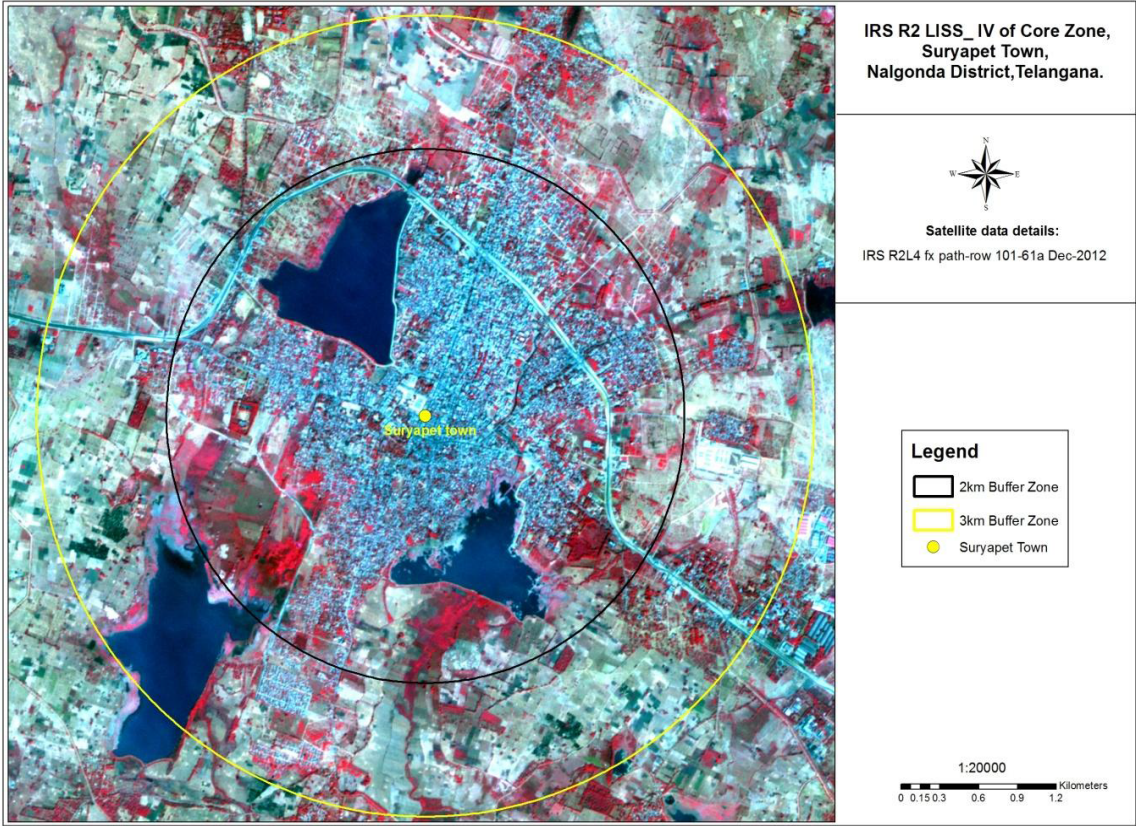 IRS R2 LISS_ IV of Core Zone,
Suryapet Town,
Nalgonda District,Telangana.
N
W E
S
Satellite data details:
IRS R2L4 fx path-row 101-61a Dec-2012
Suryapet town
Legend
2km Buffer Zone
3km Buffer Zone
Suryapet Town
1:20000
Kilometers
0 0.15 0.3 0.6 0.9 1.2